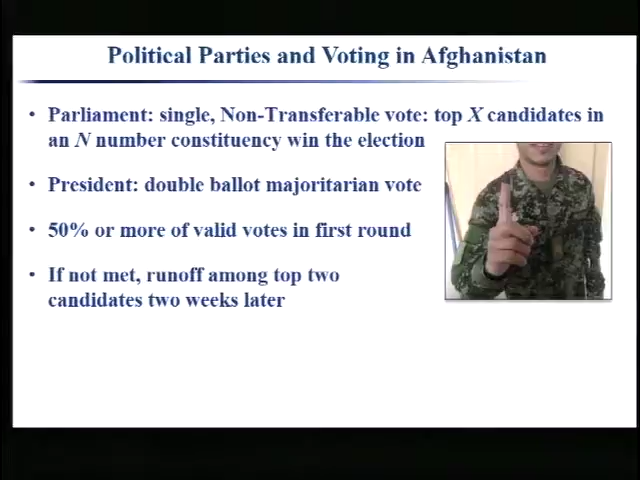 Political Parties and Voting in Afghanistan
• Parliament: single, Non-Transferable vote: top X candidates in
an N number constituency win the election
• President: double ballot majoritarian vote
• 50% or more of valid votes in first round
• If not met, runoff among top two
candidates two weeks later